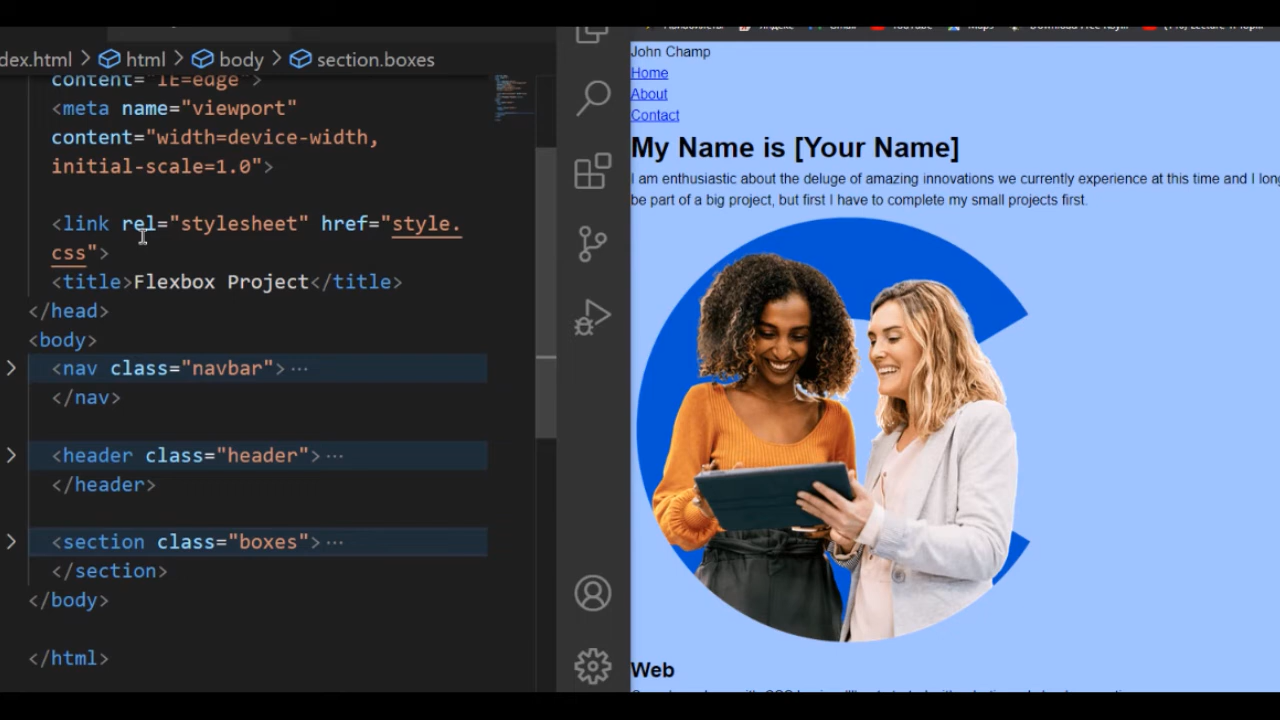 dex.html > html > body > section.boxes
content="IE=edge">
<meta name="viewport"
content="width=device-width,
initial-scale=1.0">
<link rel="stylesheet" href="style.
css">
<title>Flexbox Project</title>
</head>
<body>
<nav class="navbar"> ···
</nav>
<header class="header"> ···
</header>
<section class="boxes"> ···
</section>
</body>
</html>
John Champ
Home
About
Contact
My Name is [Your Name]
I am enthusiastic about the deluge of amazing innovations we currently experience at this time and I long
be part of a big project, but first I have to complete my small projects first.
Web